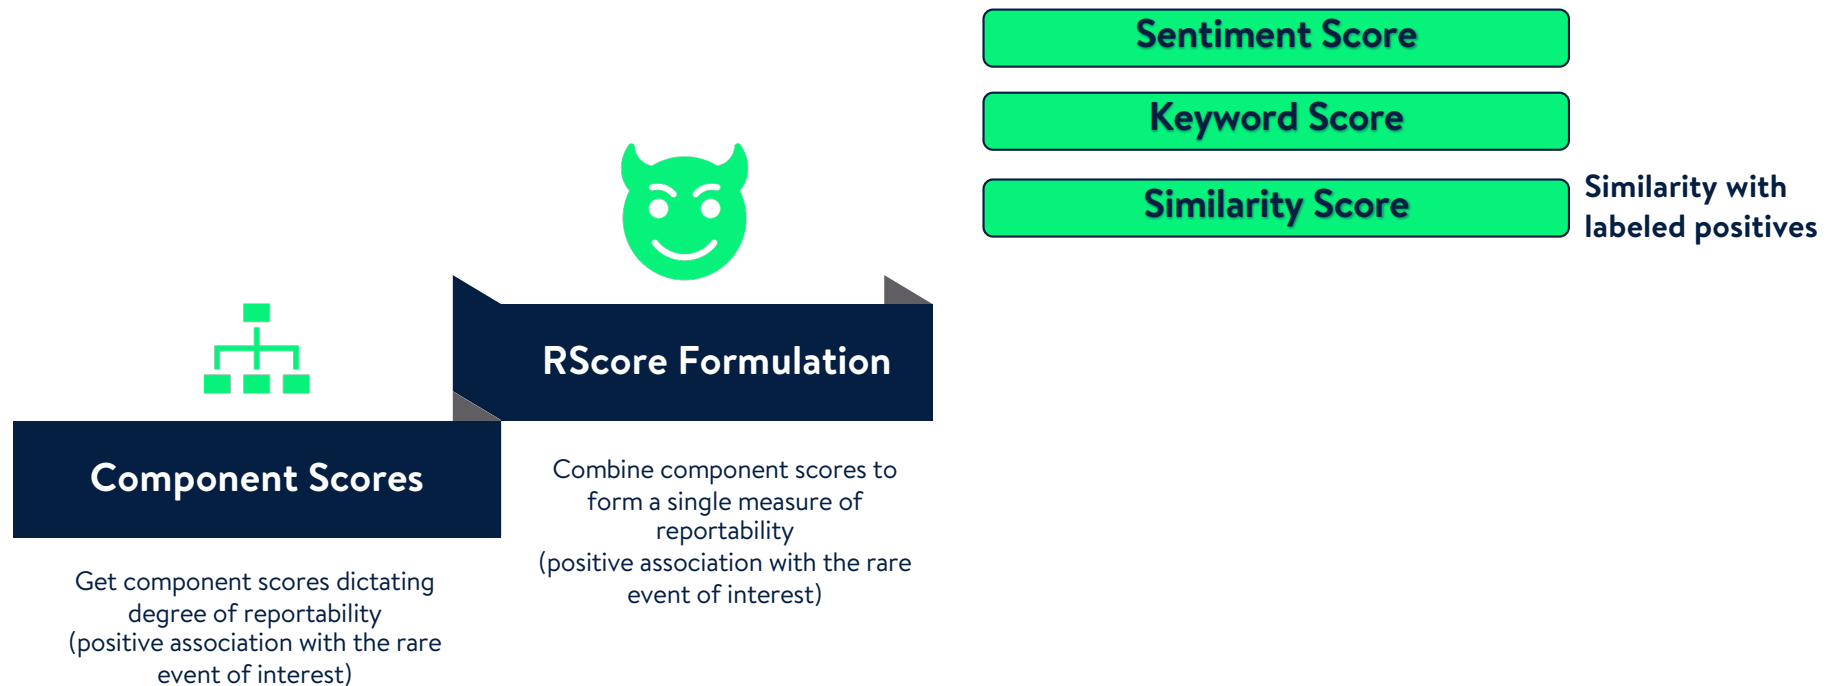 Sentiment Score
Keyword Score
Similarity Score
Similarity with
labeled positives
RScore Formulation
Combine component scores to
form a single measure of
reportability
(positive association with the rare
event of interest)
Component Scores
Get component scores dictating
degree of reportability
(positive association with the rare
event of interest)